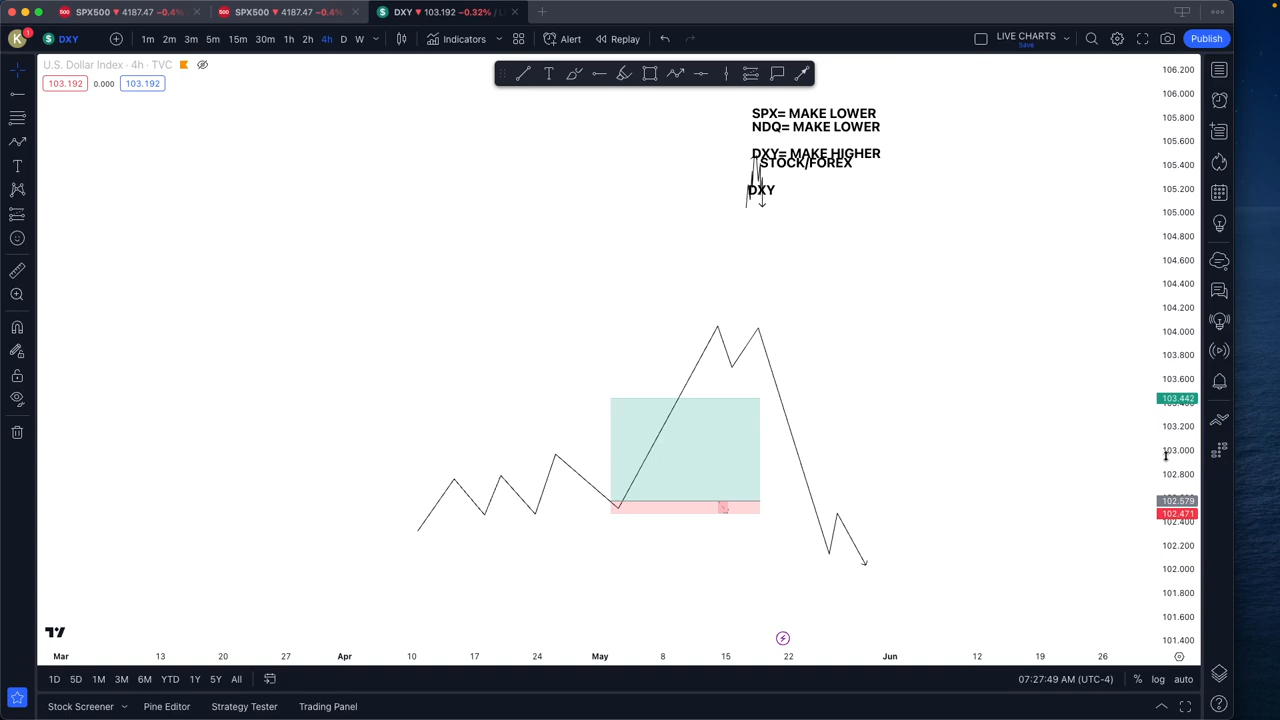 SPX500 ▼ 4187.47 −0.4%
SPX500 ▼ 4187.47 −0.4%
DXY ▼ 103.192 −0.32%
K 1 DXY 1m 2m 3m 5m 15m 30m 1h 2h 4h D W Indicators Alert Replay LIVE CHARTS Save Publish
U.S. Dollar Index · 4h · TVC
103.192 0.000 103.192
SPX= MAKE LOWER
NDQ= MAKE LOWER
DXY= MAKE HIGHER
STOCK/FOREX
DXY
106.200
106.000
105.800
105.600
105.400
105.200
105.000
104.800
104.600
104.400
104.200
104.000
103.800
103.600
103.442
103.200
103.000
102.800
102.579
102.471
102.400
102.200
102.000
101.800
101.600
101.400
Mar 13 20 27 Apr 10 17 24 May 8 15 22 Jun 12 19 26
1D 5D 1M 3M 6M YTD 1Y 5Y All 07:27:49 AM (UTC-4) % log auto
Stock Screener Pine Editor Strategy Tester Trading Panel